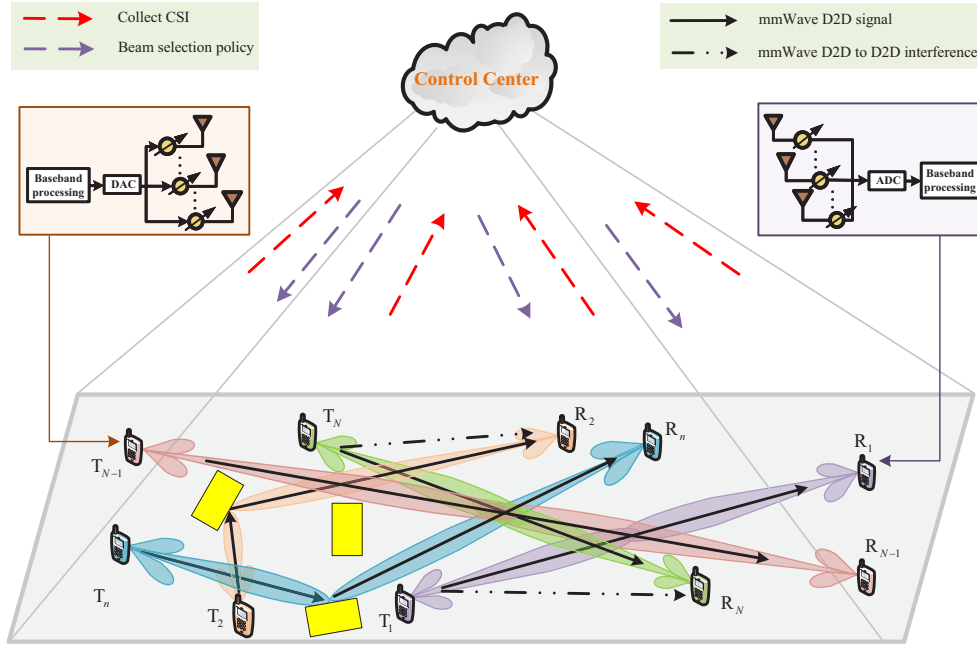 Collect CSI
Beam selection policy
mmWave D2D signal
mmWave D2D to D2D interference
Control Center
Baseband
processing
DAC
ADC
Baseband
processing
T_N
R_2
R_n
T_{N-1}
R_1
R_{N-1}
T_n
T_2
T_1
R_N